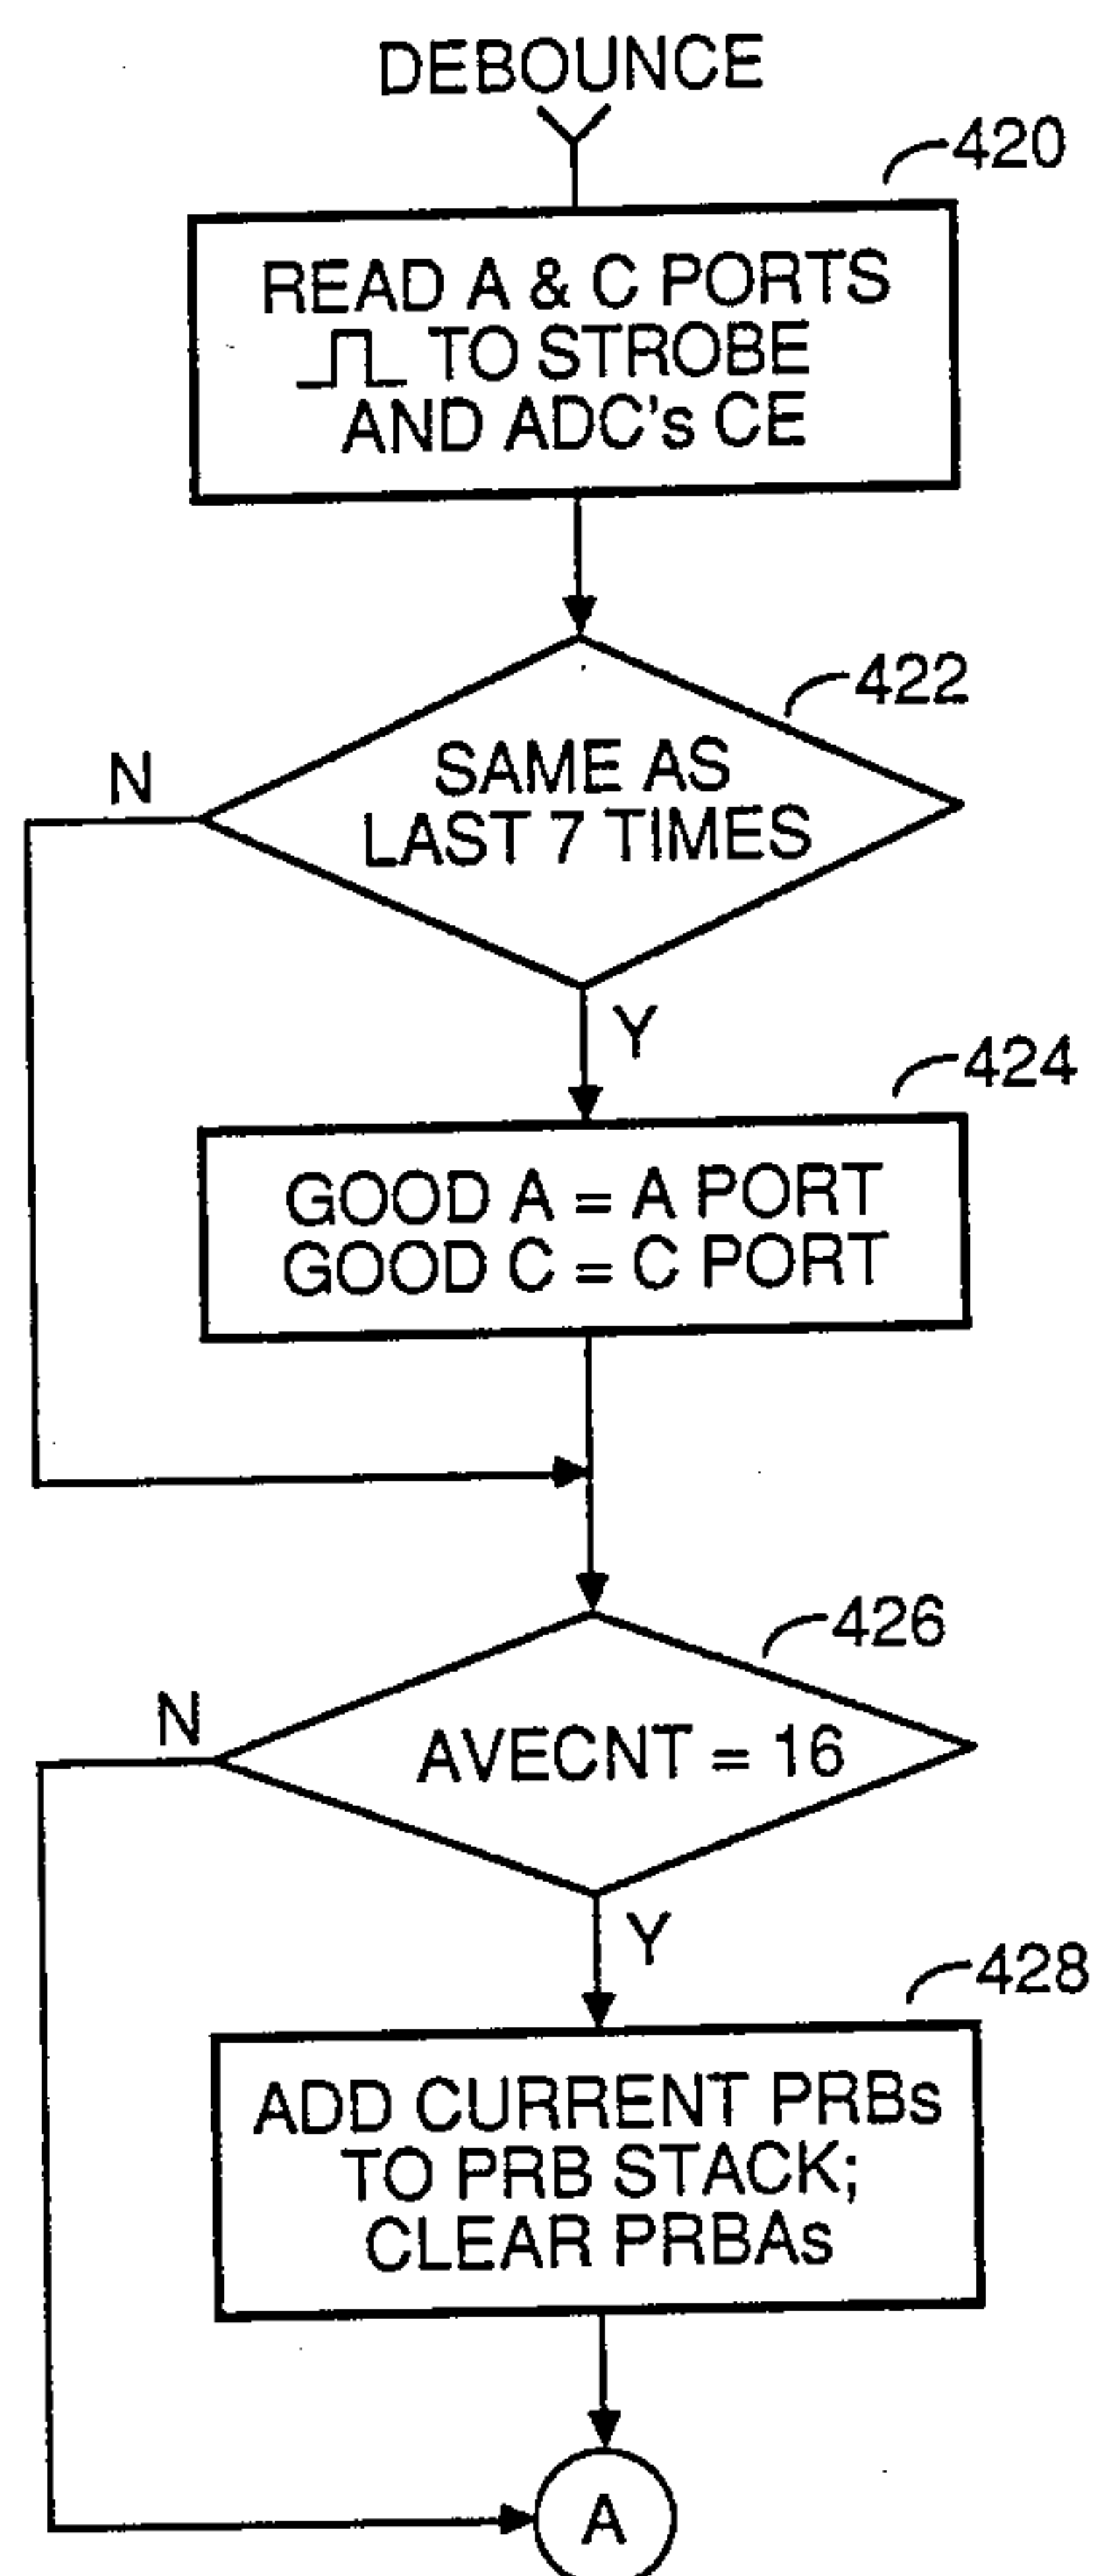 DEBOUNCE
420
READ A & C PORTS
TO STROBE
AND ADC's CE
422
N
SAME AS
LAST 7 TIMES
Y
424
GOOD A = A PORT
GOOD C = C PORT
426
N
AVECNT = 16
Y
428
ADD CURRENT PRBs
TO PRB STACK;
CLEAR PRBAs
A